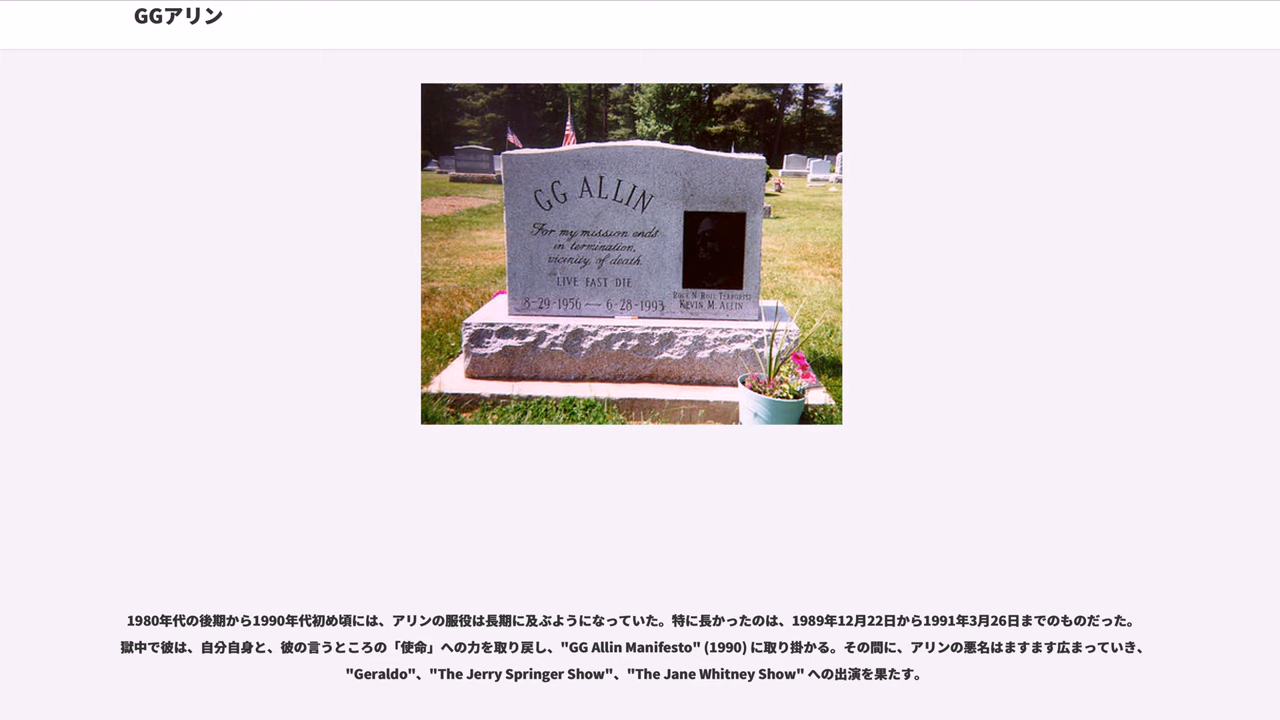 GGアリン
GG ALLIN
For my mission ends
in termination,
vicinity of death.
LIVE FAST DIE
8-29-1956 — 6-28-1993
ROCK N ROLL TERRORIST
KEVIN M. ALLIN
1980年代の後期から1990年代初め頃には、アリンの服役は長期に及ぶようになっていた。特に長かったのは、1989年12月22日から1991年3月26日までのものだった。
獄中で彼は、自分自身と、彼の言うところの「使命」への力を取り戻し、"GG Allin Manifesto" (1990) に取り掛かる。その間に、アリンの悪名はますます広まっていき、
"Geraldo"、"The Jerry Springer Show"、"The Jane Whitney Show" への出演を果たす。